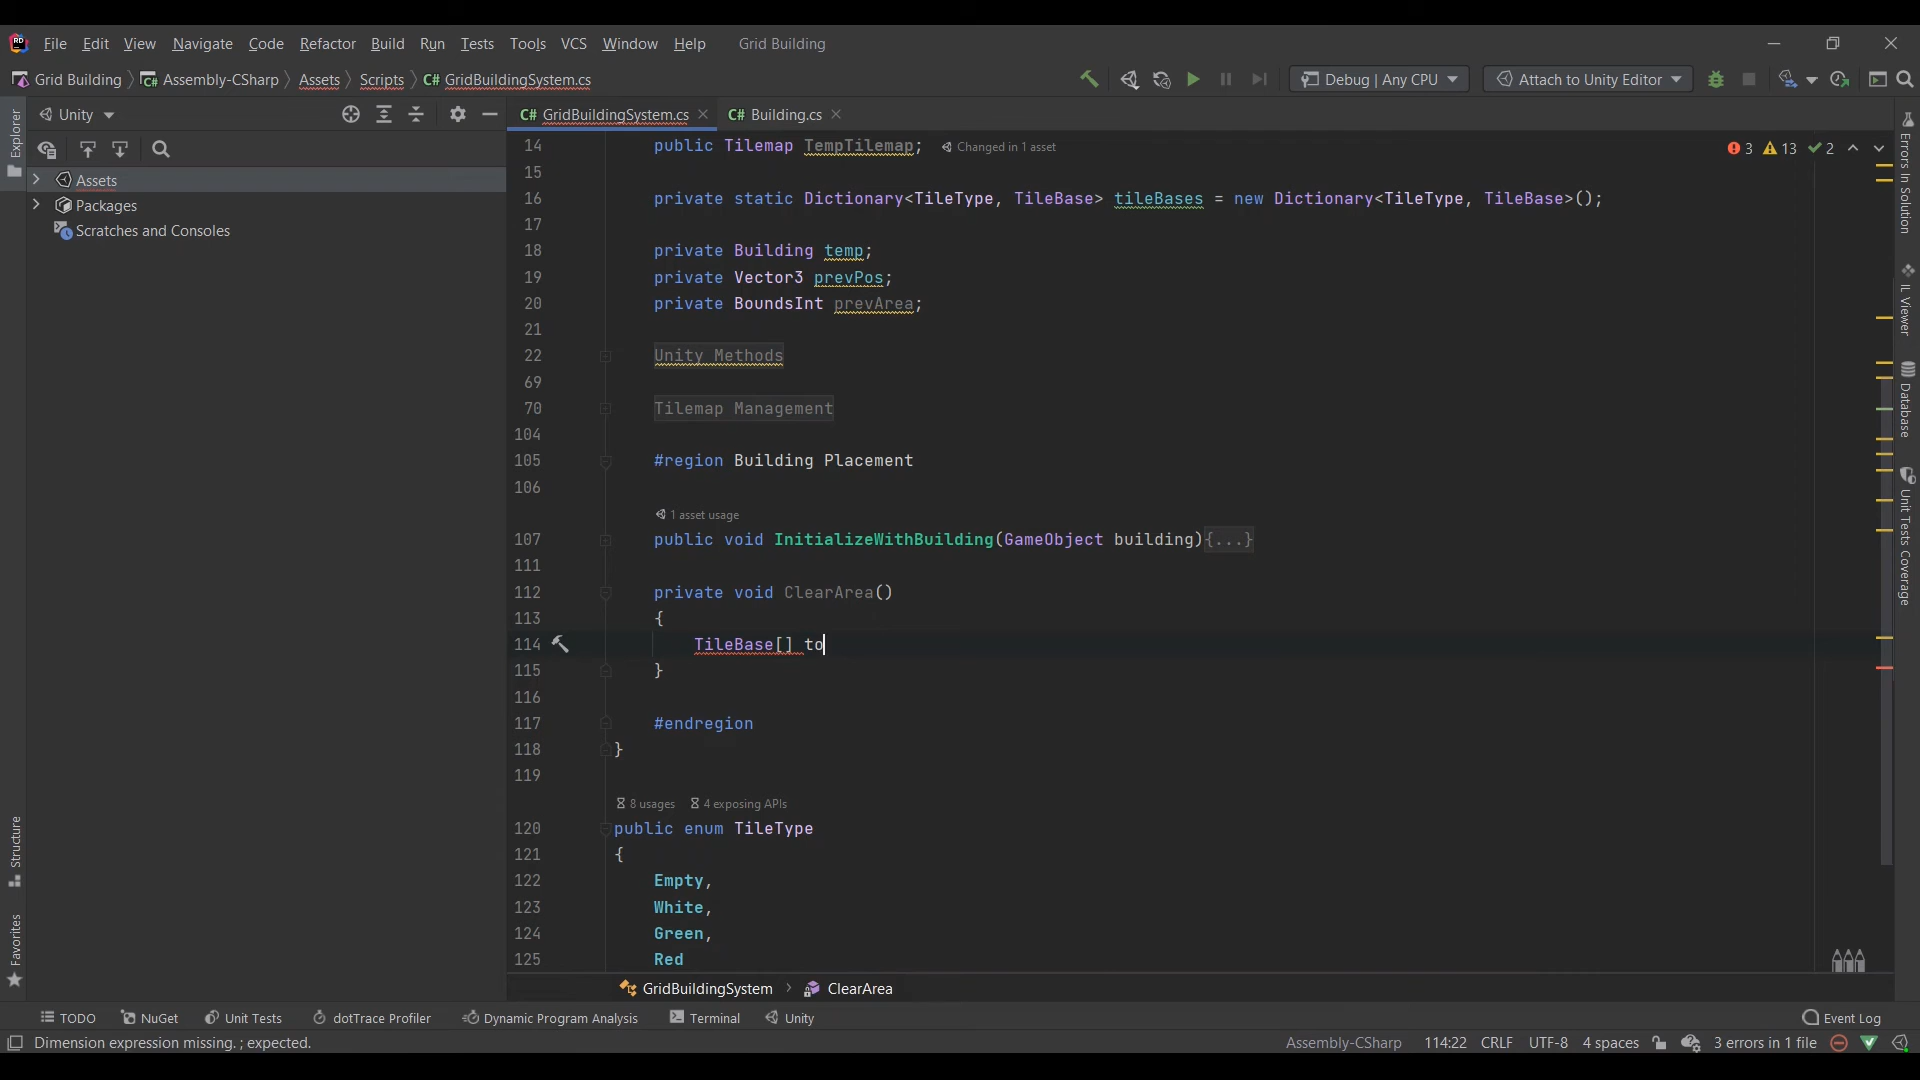 RD File Edit View Navigate Code Refactor Build Run Tests Tools VCS Window Help Grid Building
Grid Building Assembly-CSharp Assets Scripts C# GridBuildingSystem.cs Debug | Any CPU Attach to Unity Editor
Explorer
Unity
C# GridBuildingSystem.cs C# Building.cs
Assets
Packages
Scratches and Consoles
14 public Tilemap TempTilemap; Changed in 1 asset
3 13 2
15
16 private static Dictionary<TileType, TileBase> tileBases = new Dictionary<TileType, TileBase>();
17
18 private Building temp;
19 private Vector3 prevPos;
20 private BoundsInt prevArea;
21
22 Unity Methods
69
70 Tilemap Management
104
105 #region Building Placement
106
1 asset usage
107 public void InitializeWithBuilding(GameObject building){...}
111
112 private void ClearArea()
113 {
114 TileBase[] to
115 }
116
117 #endregion
118 }
119
8 usages 4 exposing APIs
120 public enum TileType
121 {
122 Empty,
123 White,
124 Green,
125 Red
GridBuildingSystem ClearArea
Structure
Favorites
Errors In Solution
IL Viewer
Database
Unit Tests Coverage
TODO NuGet Unit Tests dotTrace Profiler Dynamic Program Analysis Terminal Unity Event Log
Dimension expression missing. ; expected. Assembly-CSharp 114:22 CRLF UTF-8 4 spaces 3 errors in 1 file